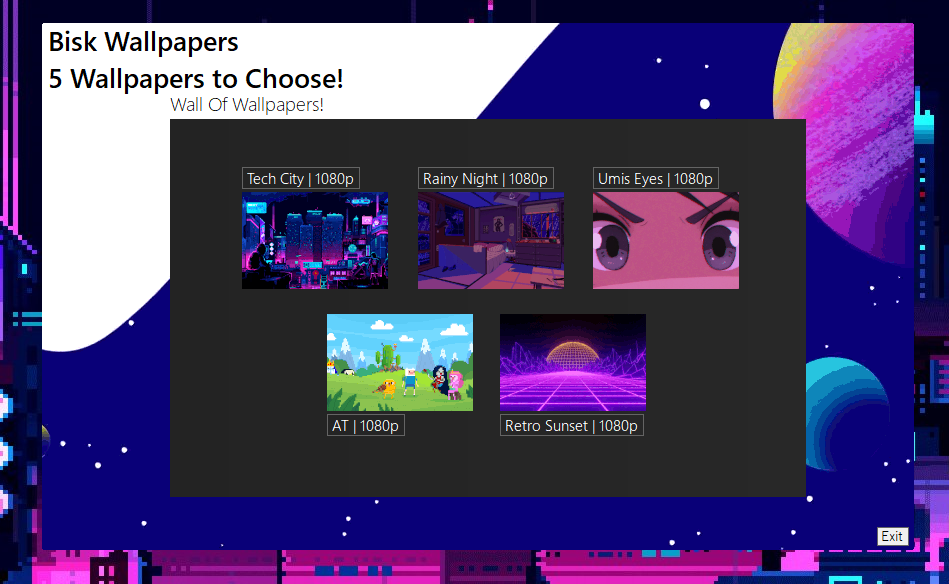 Bisk Wallpapers
5 Wallpapers to Choose!
Wall Of Wallpapers!
Tech City | 1080p
Rainy Night | 1080p
Umis Eyes | 1080p
AT | 1080p
Retro Sunset | 1080p
Exit